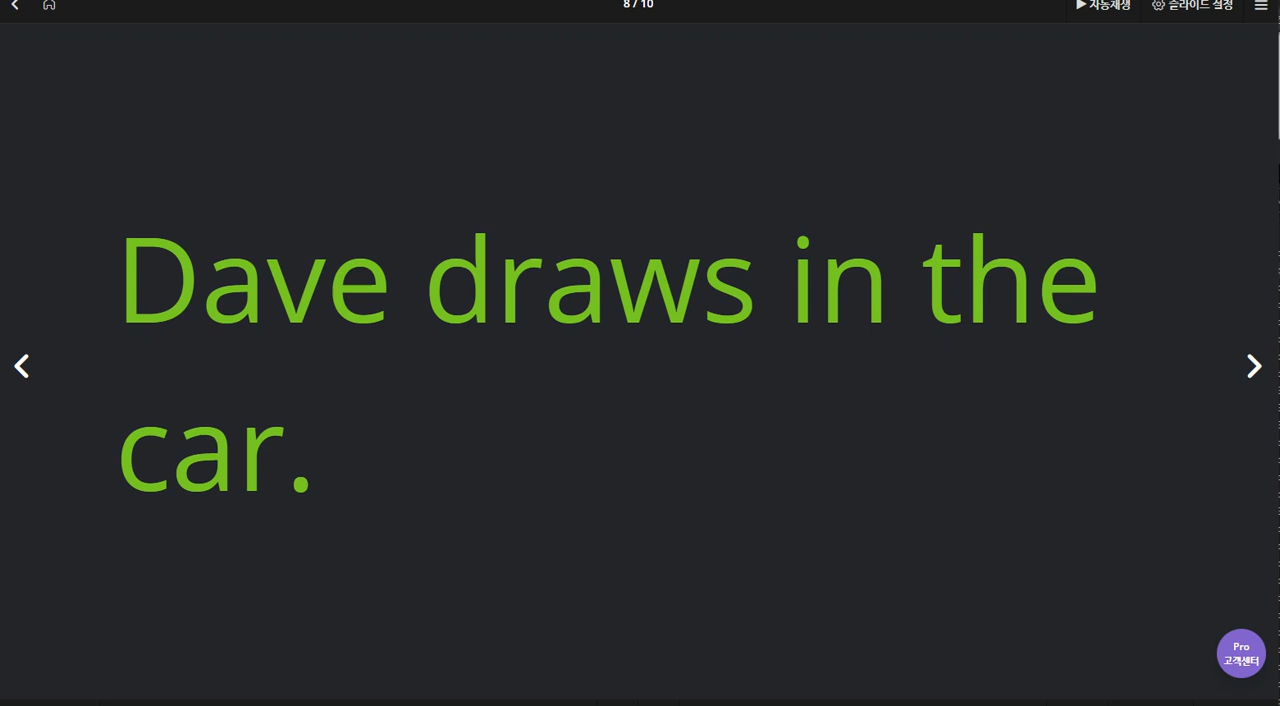 8 / 10
▶ 자동재생
슬라이드 설정
Dave draws in the
car.
Pro
고객센터